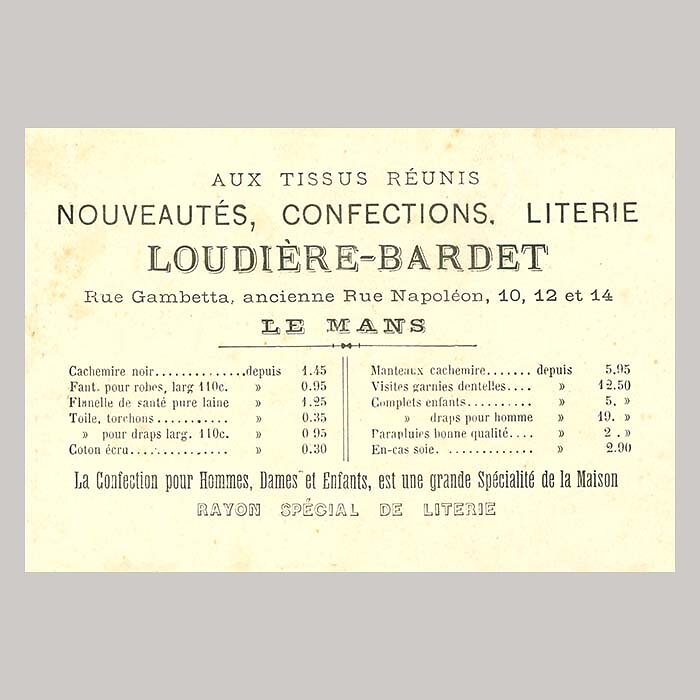 AUX TISSUS RÉUNIS
NOUVEAUTÉS, CONFECTIONS, LITERIE
LOUDIÈRE-BARDET
Rue Gambetta, ancienne Rue Napoléon, 10, 12 et 14
LE MANS
Cachemire noir.............depuis 1.45
Fant. pour robes, larg 110c. » 0.95
Flanelle de santé pure laine » 1.25
Toile, torchons........... » 0.35
» pour draps larg. 110c. » 0 95
Coton écru............... » 0.30
Manteaux cachemire....... depuis 5.95
Visites garnies dentelles.... » 12.50
Complets enfants.......... » 5. »
» draps pour homme » 19. »
Parapluies bonne qualité.... » 2 . »
En-cas soie. .............. » 2.90
La Confection pour Hommes, Dames et Enfants, est une grande Spécialité de la Maison
RAYON SPÉCIAL DE LITERIE